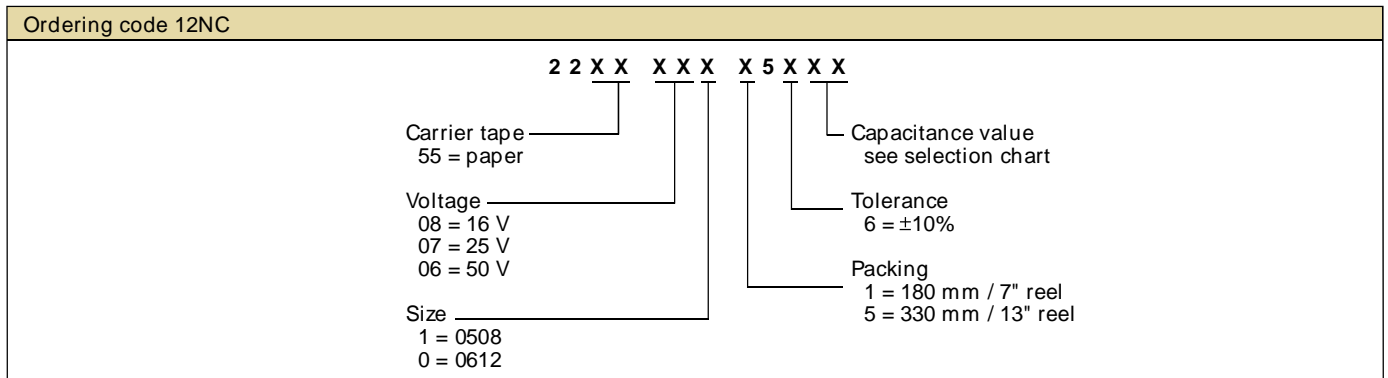 Ordering code 12NC
2 2 X X X X X X 5 X X X
Carrier tape
55 = paper
Voltage
08 = 16 V
07 = 25 V
06 = 50 V
Size
1 = 0508
0 = 0612
Capacitance value
see selection chart
Tolerance
6 = ±10%
Packing
1 = 180 mm / 7" reel
5 = 330 mm / 13" reel